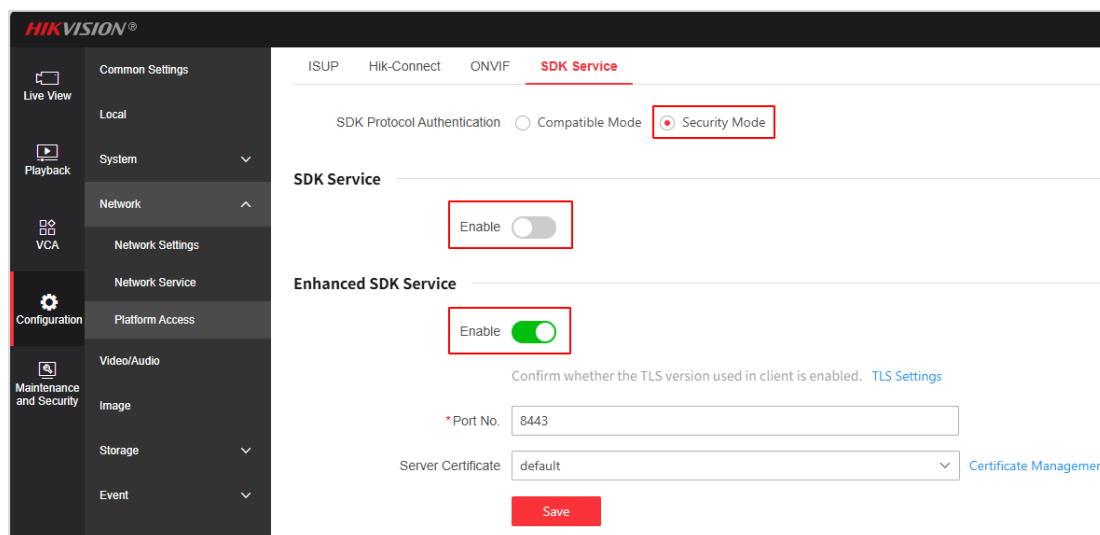 HIKVISION®
Live View
Playback
VCA
Configuration
Maintenance
and Security
Common Settings
Local
System
Network
Network Settings
Network Service
Platform Access
Video/Audio
Image
Storage
Event
ISUP Hik-Connect ONVIF SDK Service
SDK Protocol Authentication Compatible Mode Security Mode
SDK Service
Enable
Enhanced SDK Service
Enable
Confirm whether the TLS version used in client is enabled. TLS Settings
*Port No. 8443
Server Certificate default Certificate Managemer
Save